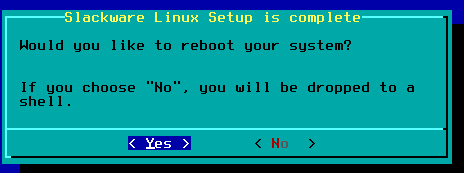 Slackware Linux Setup is complete
Would you like to reboot your system?
If you choose "No", you will be dropped to a
shell.
< Yes > < No >